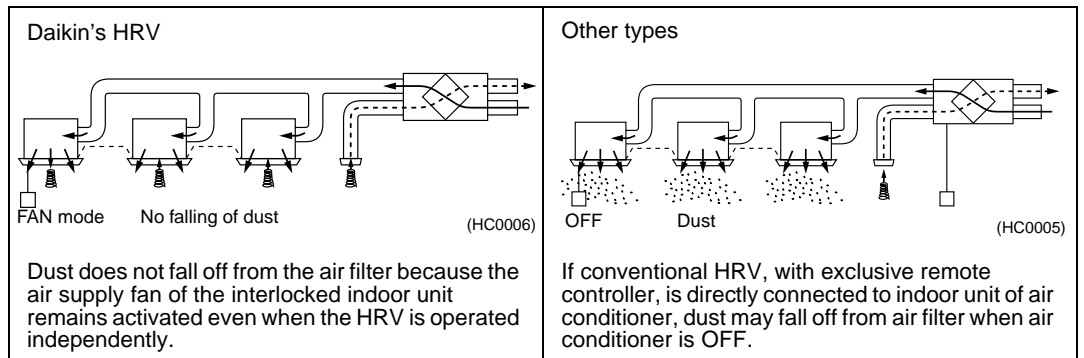 Daikin's HRV
FAN mode
No falling of dust
(HC0006)
Dust does not fall off from the air filter because the
air supply fan of the interlocked indoor unit
remains activated even when the HRV is operated
independently.
Other types
OFF
Dust
(HC0005)
If conventional HRV, with exclusive remote
controller, is directly connected to indoor unit of air
conditioner, dust may fall off from air filter when air
conditioner is OFF.